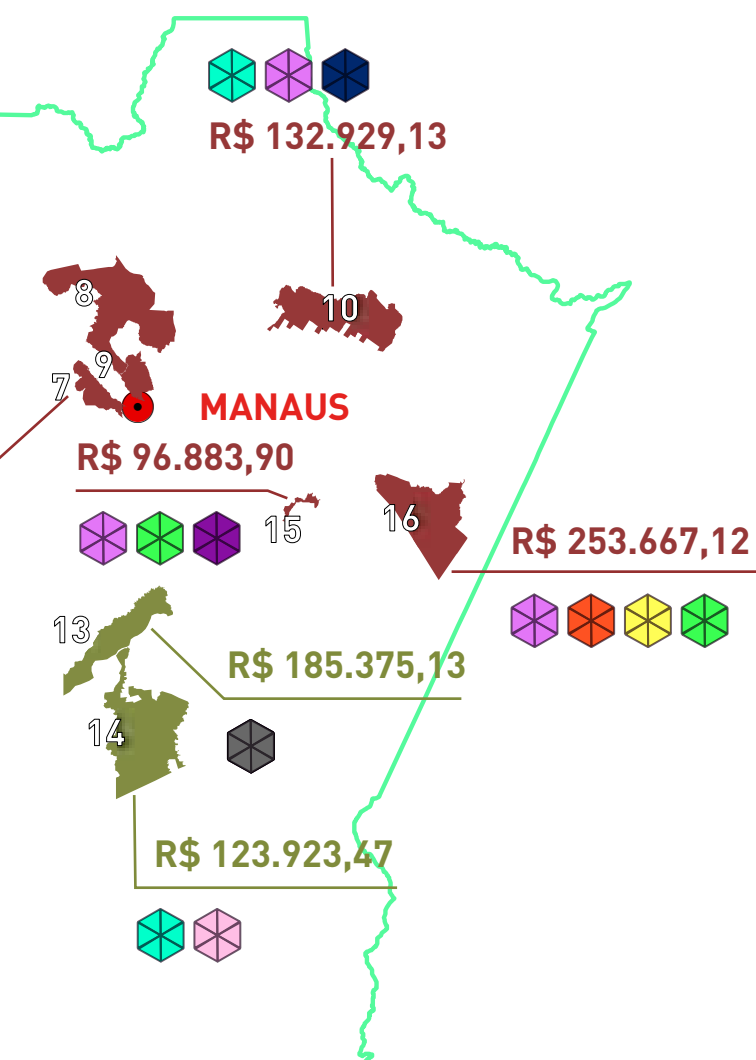 R$ 132.929,13
8
10
9
7
MANAUS
R$ 96.883,90
15
16
R$ 253.667,12
13
R$ 185.375,13
14
R$ 123.923,47